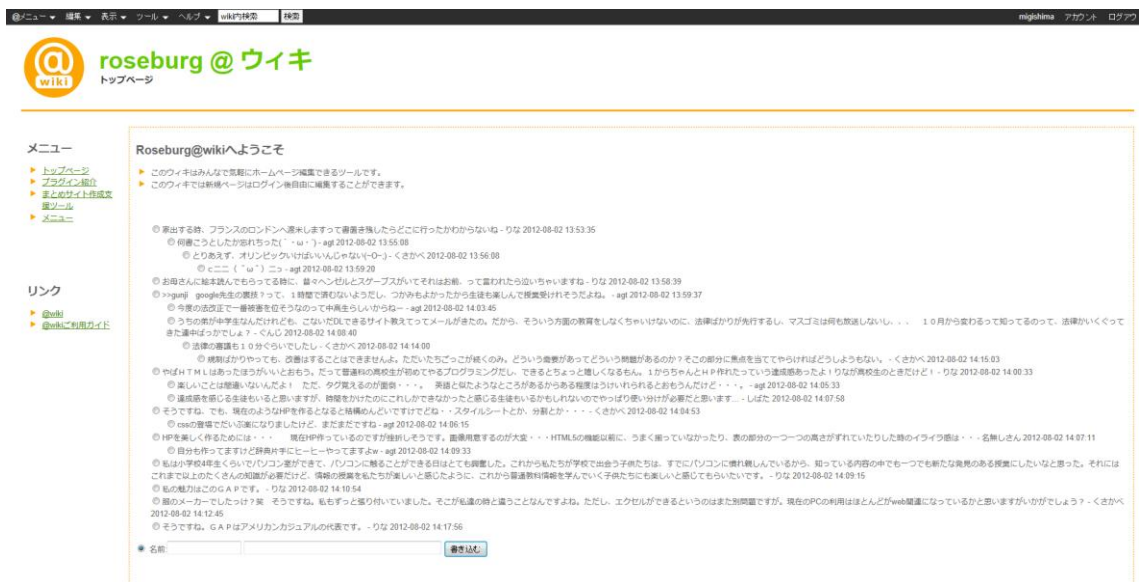 @メニュー ▼ 編集 ▼ 表示 ▼ ツール ▼ ヘルプ ▼ wiki内検索 検索 migishima アカウント ログアウ
@
wiki
roseburg @ ウィキ
トップページ
メニュー
トップページ
プラグイン紹介
まとめサイト作成支
援ツール
メニュー
リンク
@wiki
@wikiご利用ガイド
Roseburg@wikiへようこそ
このウィキはみんなで気軽にホームページ編集できるツールです。
このウィキでは新規ページはログイン後自由に編集することができます。
家出する時、フランスのロンドンへ渡米しますって書置き残したらどこに行ったかわからないね - りな 2012-08-02 13:53:35
何書こうとしたか忘れちった(´・ω・`) - agt 2012-08-02 13:55:08
とりあえず、オリンピックいけばいいんじゃない(-O-) - くさかべ 2012-08-02 13:56:08
- agt 2012-08-02 13:59:20
お母さんに絵本読んでもらってる時に、昔々ヘンゼルとスグープスがいてそれはお前、って言われたら泣いちゃいますね - りな 2012-08-02 13:58:39
>>gunji google先生の裏技？って、１時間で済むないようだし、つかみもよかったから生徒も楽しんで授業受けれそうだよね。 - agt 2012-08-02 13:59:37
今度の法改正で一番被害を位そうなのって中高生らしいからねー - agt 2012-08-02 14:03:45
うちの弟が中学生なんだけれども、こないだDLできるサイト教えてってメールがきたの。だから、そういう方面の教育をしなくちゃいけないのに、法律ばかりが先行するし、マスゴミは何も放送しないし、、、 １０月から変わるって知ってるのって、法律かいくぐって
きた連中ばっかでここよ？ - ぐんじ 2012-08-02 14:08:40
法律の審議も１０分ぐらいでしたし - くさかべ 2012-08-02 14:14:00
規制ばかりやっても、改善はすることはできませんよ。ただいたちごっこが続くのみ。どういう背景があってどういう問題があるのか？そこの部分に焦点を当ててやらければどうしようもない。 - くさかべ 2012-08-02 14:15:03
やぱＨＴＭＬはあったほうがいいとおもう。だって普通科の高校生が初めてやるプログラミングだし、できるとちょっと嬉しくなるもん。１からちゃんとＨＰ作れたっていう達成感あったよ！りなが高校生のときだけど！ - りな 2012-08-02 14:00:33
楽しいことは間違いないんだよ！ ただ、タグ覚えるのが面倒・・・。 英語と似たようなところがあるからある程度はうけいれられるとおもうんだけど・・・。 - agt 2012-08-02 14:05:33
達成感を感じる生徒もいると思いますが、時間をかけたのにこれしかできなかったと感じる生徒もいるかもしれないのでやっぱり使い分けが必要だと思います… - しばた 2012-08-02 14:07:58
そうですね。でも、現在のようなHPを作るとなると結構めんどいですけどでね・・スタイルシートとか、分割とか・・・ - くさかべ 2012-08-02 14:04:53
cssの登場でだいぶ楽になりましたけど、まだまだですね - agt 2012-08-02 14:06:15
HPを美しく作るためには・・・ 現在HP作っているのですが挫折しそうです。画像用意するのが大変・・・HTML5の機能以前に、うまく揃っていなかったり、表の部分の一つ一つの高さがずれていたりした時のイライラ感は・・ - 名無しさん 2012-08-02 14:07:11
自分も作ってますけど辞典片手にヒーヒーやってますよw - agt 2012-08-02 14:09:33
私は小学校4年生くらいでパソコン室ができて、パソコンに触ることができる日はとても興奮した。これから私たちが学校で出会う子供たちは、すでにパソコンに慣れ親しんでいるから、知っている内容の中でも一つでも新たな発見のある授業にしたいなと思った。それには
これまで以上のたくさんの知識が必要だけど、情報の授業を私たちが楽しいと感じたように、これから普通教科情報を学んでいく子供たちにも楽しいと感じてもらいたいです。 - りな 2012-08-02 14:09:15
私の魅力はこのＧＡＰです。 - りな 2012-08-02 14:10:54
服のメーカーでしたっけ？笑 そうですね。私もずっと張り付いていました。そこが私達の時と違うことなんですよね。ただし、エクゼルができるというのはまた別問題ですが。現在のPCの利用はほとんどがweb関連になっているかと思いますがいかがでしょう？ - くさかべ
2012-08-02 14:12:45
そうですね。ＧＡＰはアメリカンカジュアルの代表です。 - りな 2012-08-02 14:17:56
名前: 書き込む